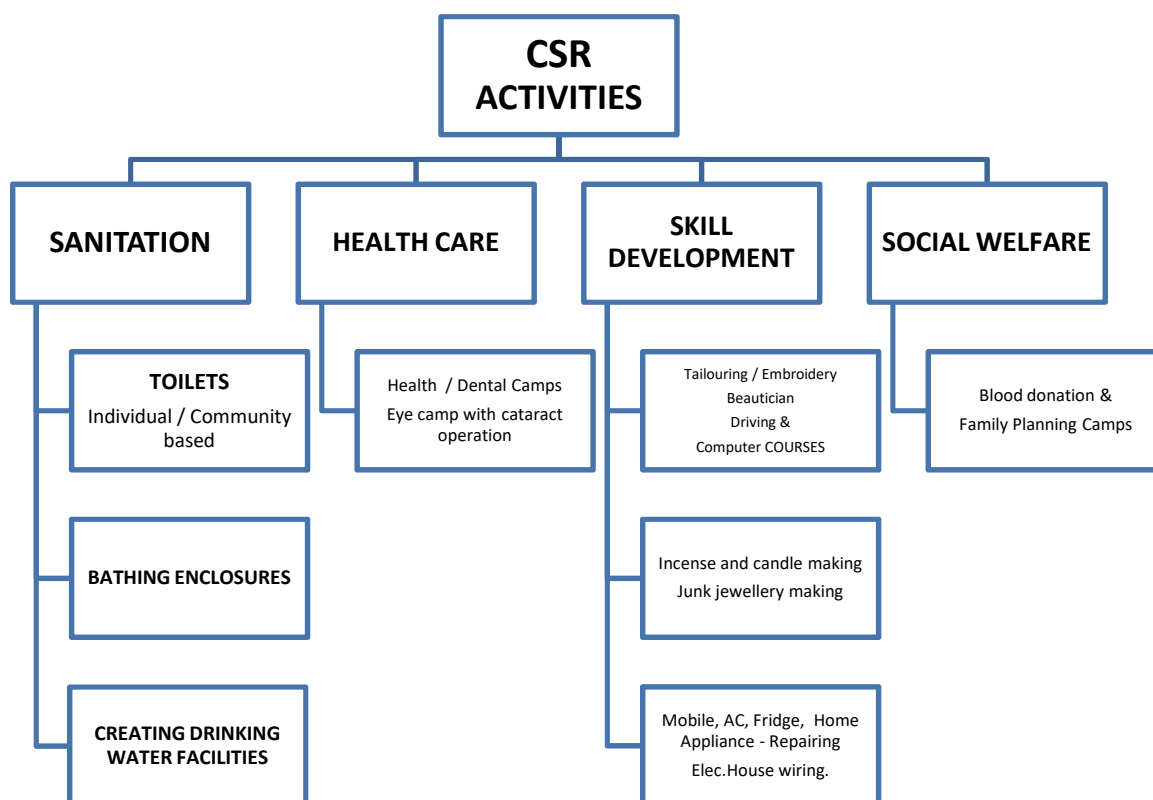 CSR
ACTIVITIES
SANITATION
HEALTH CARE
SKILL
DEVELOPMENT
SOCIAL WELFARE
TOILETS
Individual / Community
based
Health / Dental Camps
Eye camp with cataract
operation
Tailouring / Embroidery
Beautician
Driving &
Computer COURSES
Blood donation &
Family Planning Camps
BATHING ENCLOSURES
Incense and candle making
Junk jewellery making
CREATING DRINKING
WATER FACILITIES
Mobile, AC, Fridge, Home
Appliance - Repairing
Elec.House wiring.